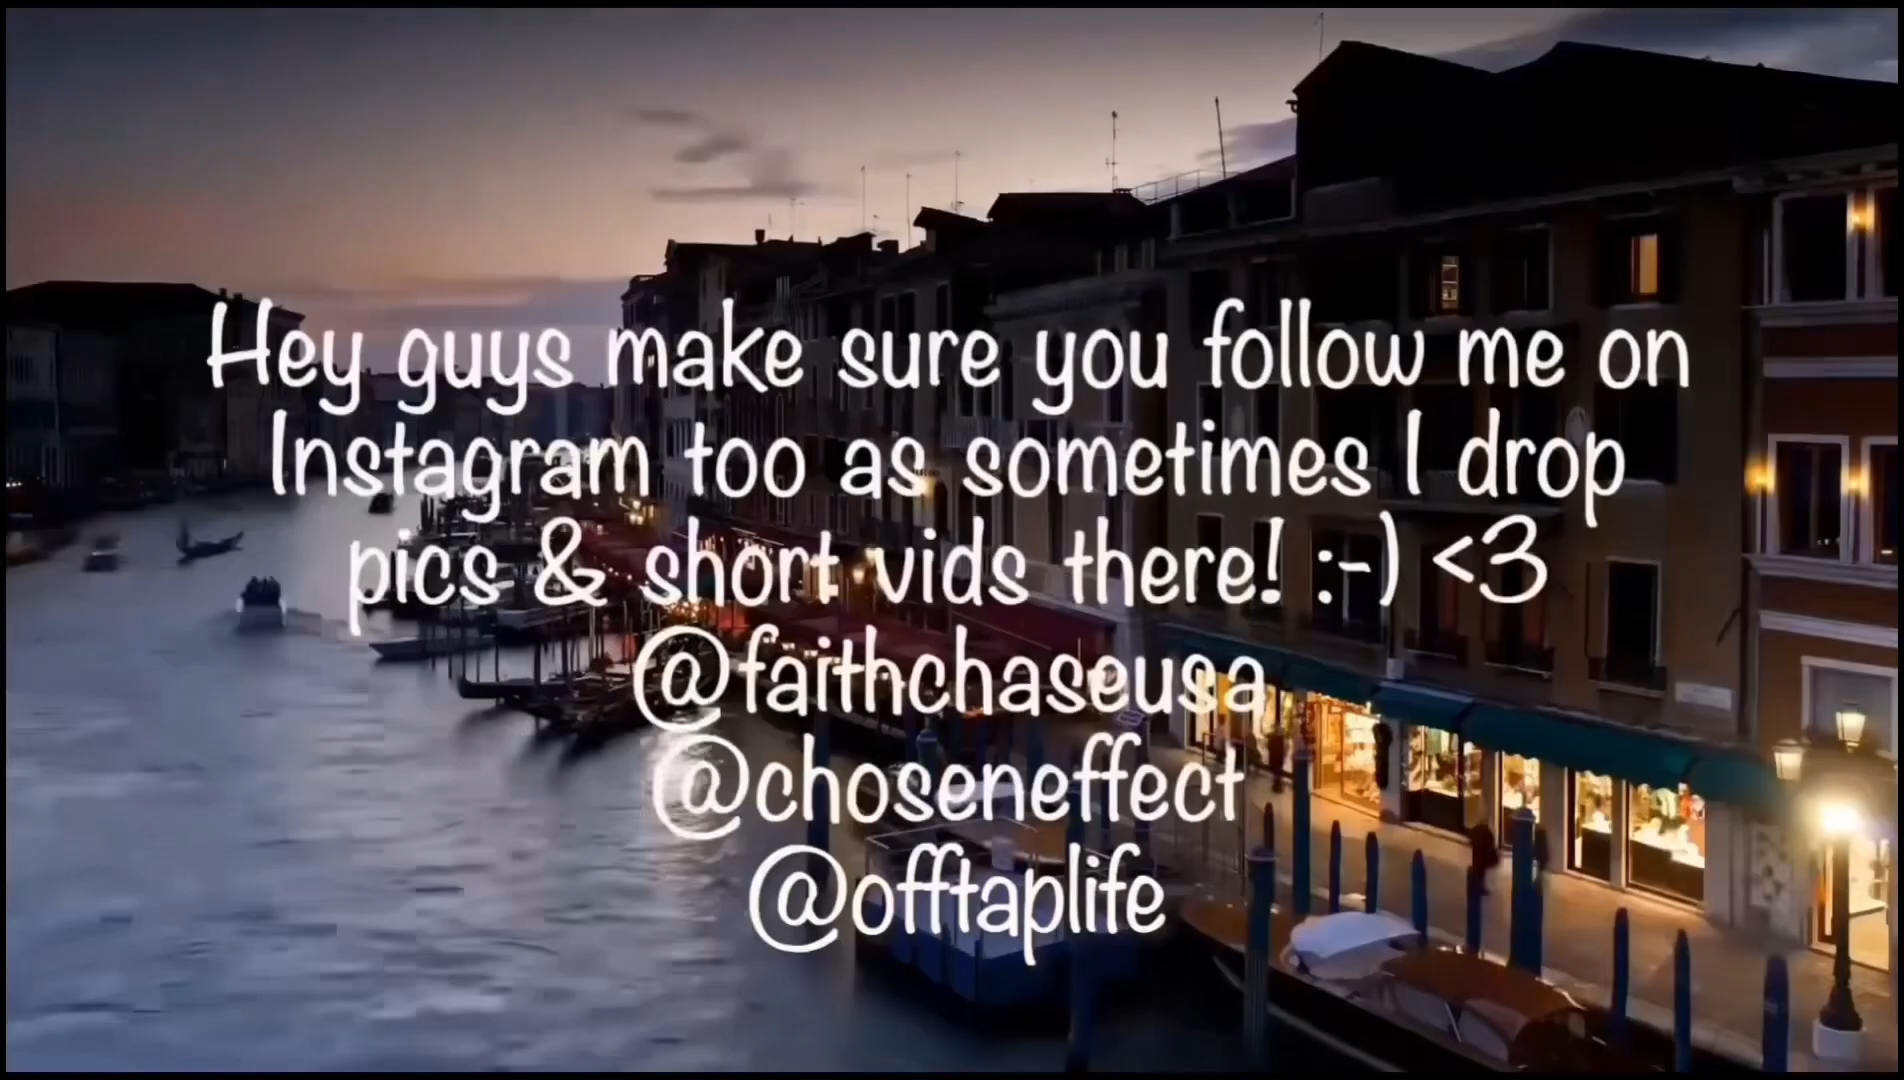 Hey guys make sure you follow me on
Instagram too as sometimes I drop
pics & short vids there! :-) <3
@faithchaseusa
@choseneffect
@offtaplife